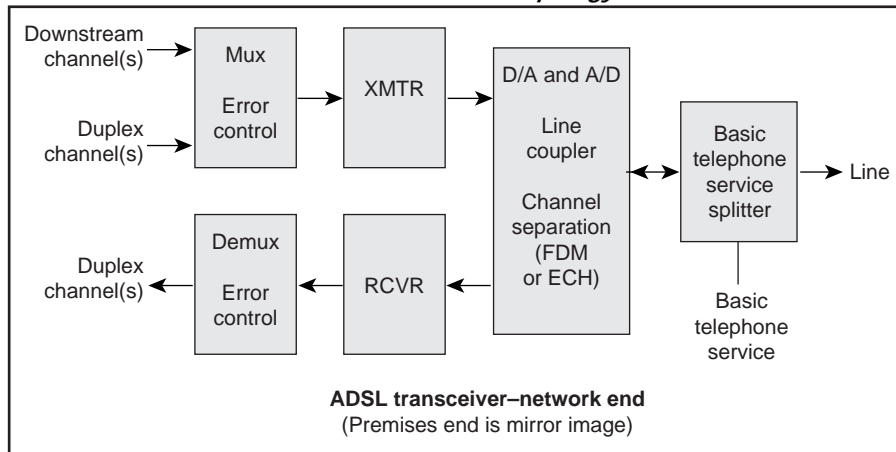 Downstream
channel(s)
Duplex
channel(s)
Mux
Error
control
XMTR
D/A and A/D
Line
coupler
Channel
separation
(FDM
or ECH)
Basic
telephone
service
splitter
Line
Duplex
channel(s)
Demux
Error
control
RCVR
Basic
telephone
service
ADSL transceiver–network end
(Premises end is mirror image)